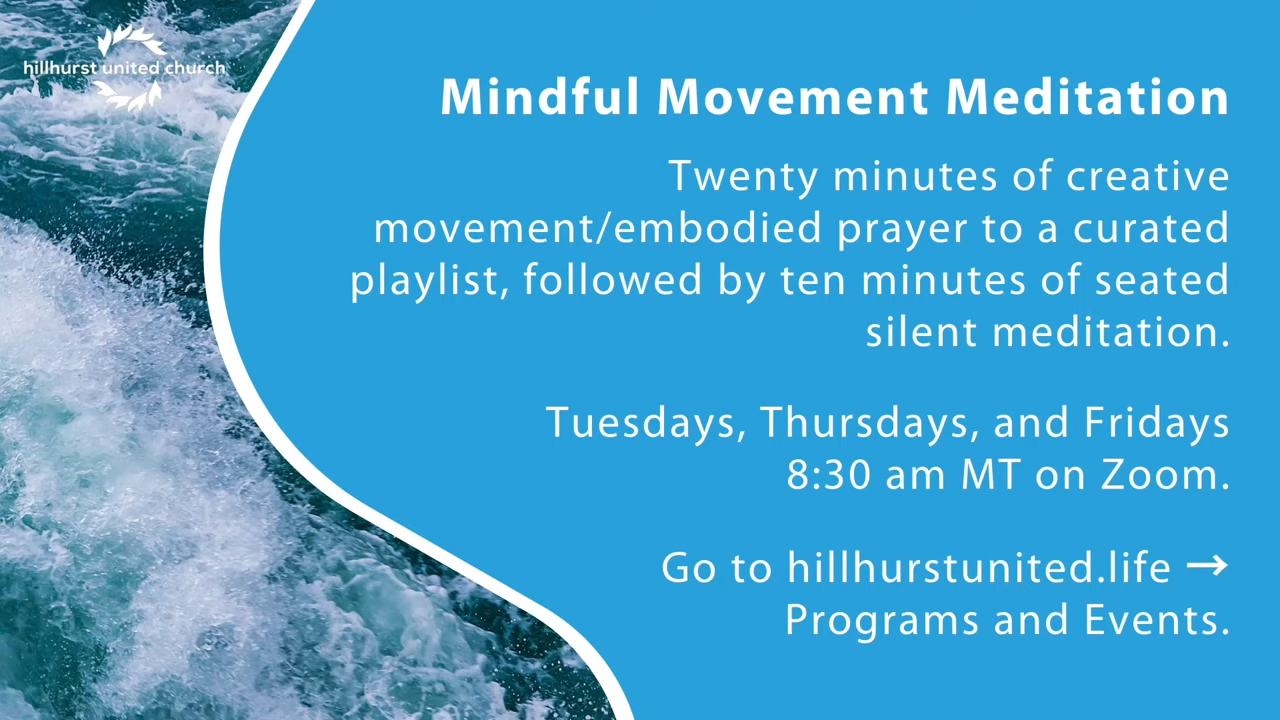 hillhurst united church
Mindful Movement Meditation
Twenty minutes of creative
movement/embodied prayer to a curated
playlist, followed by ten minutes of seated
silent meditation.
Tuesdays, Thursdays, and Fridays
8:30 am MT on Zoom.
Go to hillhurstunited.life →
Programs and Events.